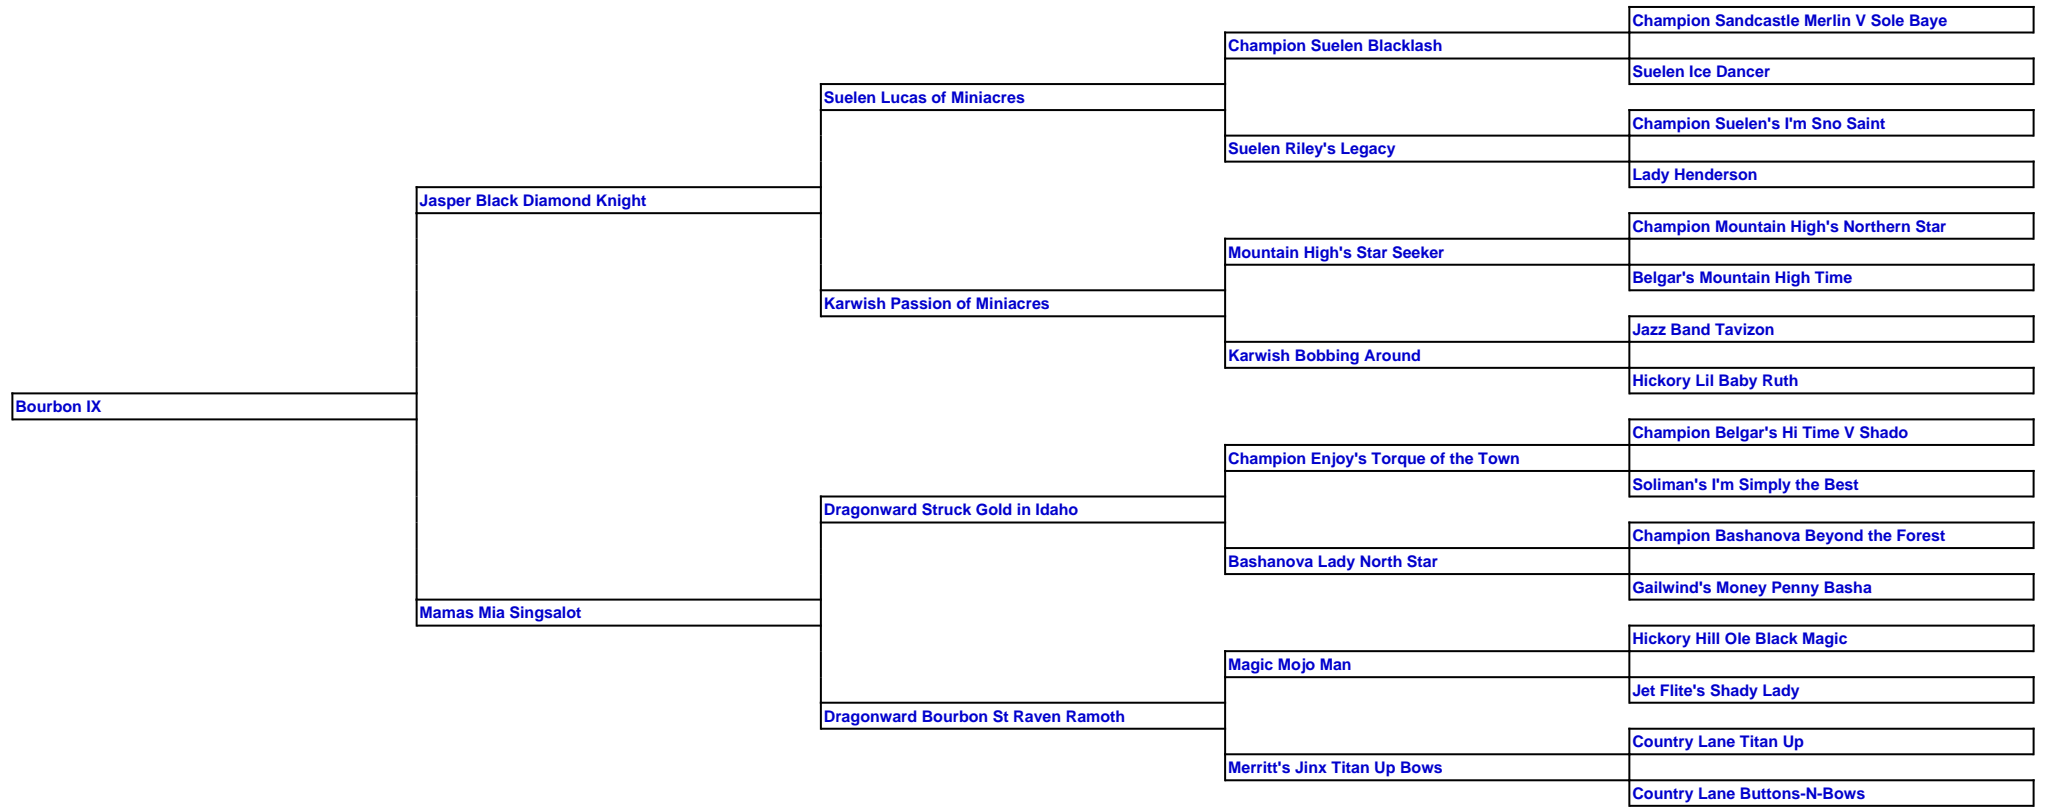 Champion Sandcastle Merlin V Sole Baye
Champion Suelen Blacklash
Suelen Ice Dancer
Suelen Lucas of Miniacres
Champion Suelen's I'm Sno Saint
Suelen Riley's Legacy
Lady Henderson
Jasper Black Diamond Knight
Champion Mountain High's Northern Star
Mountain High's Star Seeker
Belgar's Mountain High Time
Karwish Passion of Miniacres
Jazz Band Tavizon
Karwish Bobbing Around
Hickory Lil Baby Ruth
Bourbon IX
Champion Belgar's Hi Time V Shado
Champion Enjoy's Torque of the Town
Soliman's I'm Simply the Best
Dragonward Struck Gold in Idaho
Champion Bashanova Beyond the Forest
Bashanova Lady North Star
Gailwind's Money Penny Basha
Mamas Mia Singsalot
Hickory Hill Ole Black Magic
Magic Mojo Man
Jet Flite's Shady Lady
Dragonward Bourbon St Raven Ramoth
Country Lane Titan Up
Merritt's Jinx Titan Up Bows
Country Lane Buttons-N-Bows